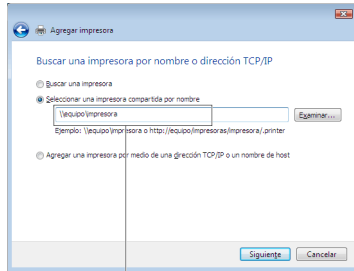 Agregar impresora
Buscar una impresora por nombre o dirección TCP/IP
Buscar una impresora
Seleccionar una impresora compartida por nombre
\\equipo\impresora
Examinar...
Ejemplo: \\equipo\impresora o http://equipo/impresoras/impresora/.printer
Agregar una impresora por medio de una dirección TCP/IP o un nombre de host
Siguiente
Cancelar